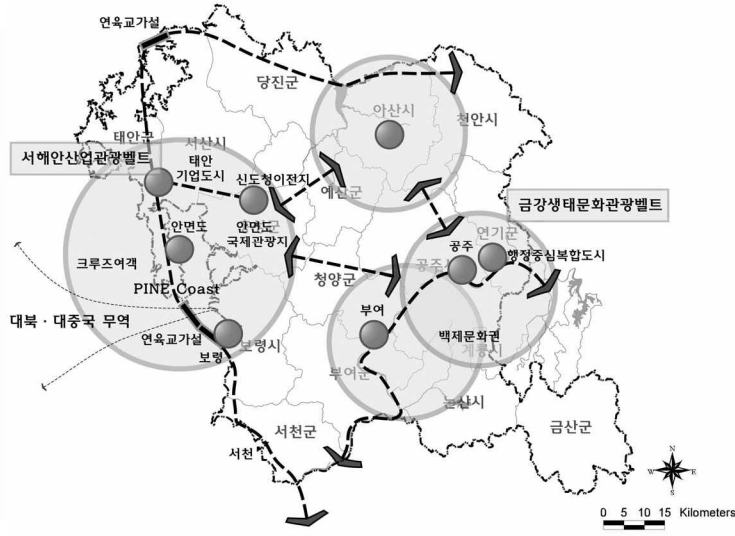 연육교가설
당진군
아산시
천안시
태안군
서산시
서해안산업관광벨트
태안
기업도시
신도청이전지
예산군
금강생태문화관광벨트
안면도
안면도
국제관광지
공주
연기군
행정중심복합도시
크루즈여객
청양군
공주시
PINE Coast
대북·대중국 무역
부여
연육교가설
보령
보령시
백제문화권
계룡시
부여군
논산시
서천군
금산군
서천
N
W
E
S
0 5 10 15 Kilometers